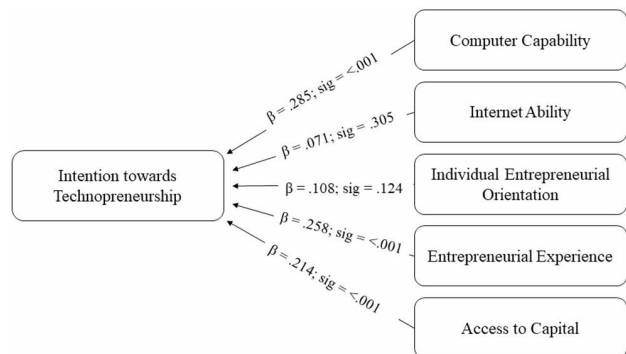 Computer Capability
β = .285; sig = <.001
Internet Ability
β = .071; sig = .305
Intention towards
Technopreneurship
β = .108; sig = .124
Individual Entrepreneurial
Orientation
β = .258; sig = <.001
Entrepreneurial Experience
β = .214; sig = <.001
Access to Capital